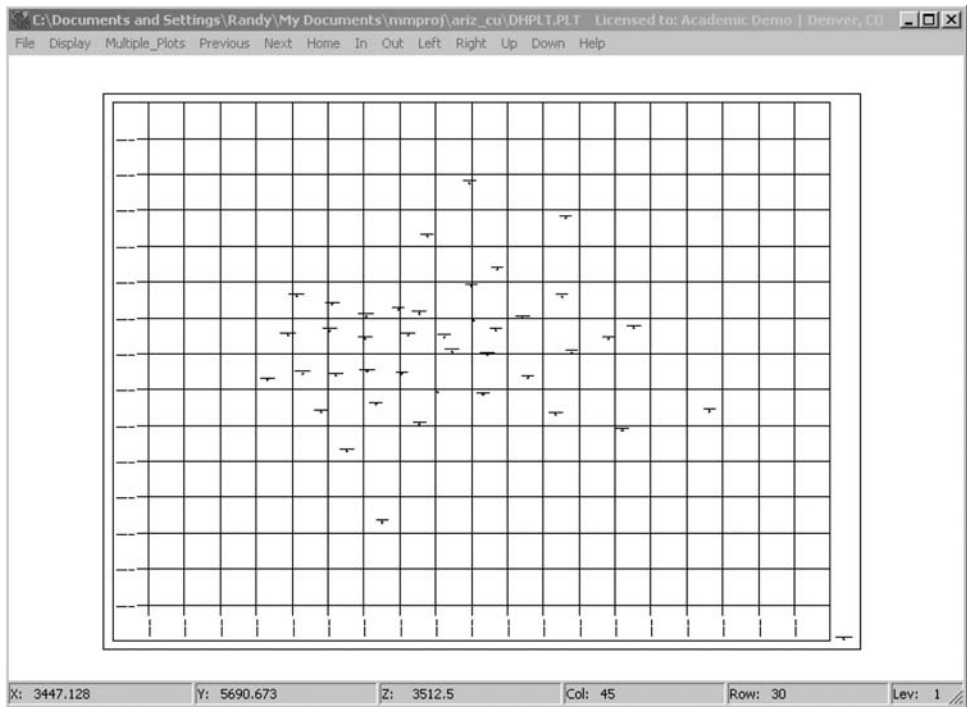 C:\Documents and Settings\Randy\My Documents\mmproj\ariz_cu\DHPLT.PLT Licensed to: Academic Demo | Denver, CO
File Display Multiple_Plots Previous Next Home In Out Left Right Up Down Help
X: 3447.128 Y: 5690.673 Z: 3512.5 Col: 45 Row: 30 Lev: 1